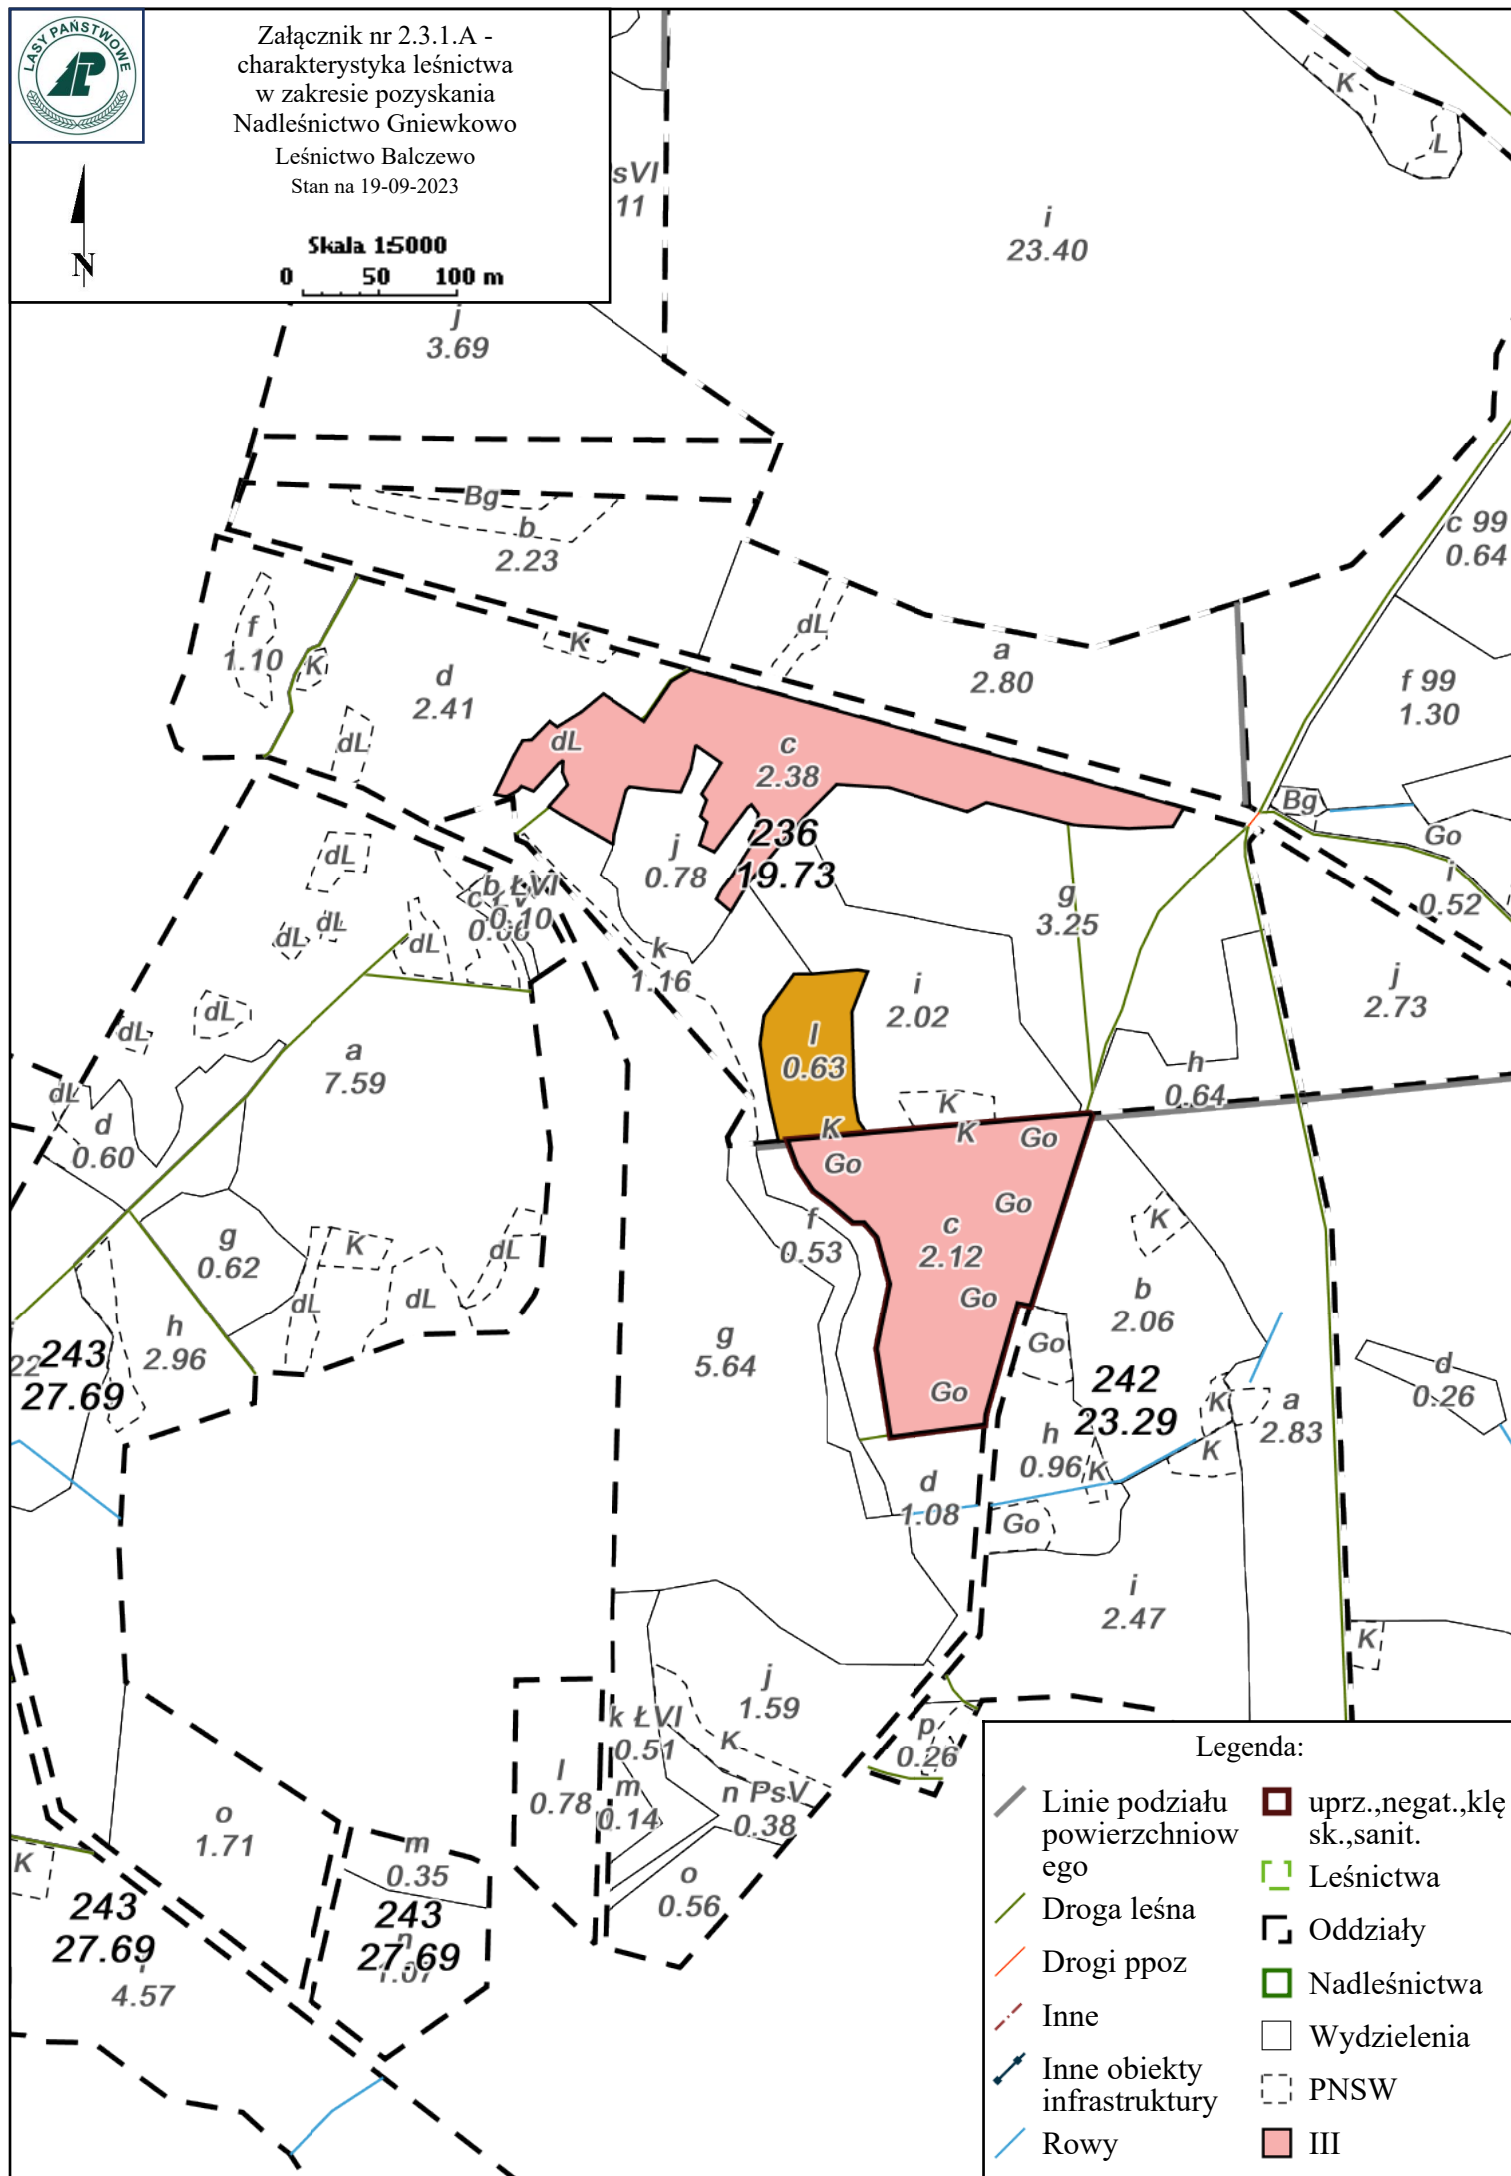 LASY PAŃSTWOWE
Załącznik nr 2.3.1.A -
charakterystyka leśnictwa
w zakresie pozyskania
Nadleśnictwo Gniewkowo
Leśnictwo Balczewo
Stan na 19-09-2023
N
Skala 1:5000
0 50 100 m
sVI
11
i
23.40
K
L
j
3.69
Bg
b
2.23
c 99
0.64
f
1.10
K
d
2.41
K
dL
dL
a
2.80
f 99
1.30
dL
c
2.38
236
19.73
j
0.78
Bg
Go
i
0.52
g
3.25
dL
dL
dL
dL
b ŁVI
0.10
k
1.16
i
2.02
j
2.73
dL
dL
dL
a
7.59
l
0.63
K
K
K
Go
h
0.64
d
0.60
Go
Go
c
2.12
Go
Go
f
0.53
g
0.62
K
dL
dL
dL
K
b
2.06
Go
h
2.96
22
243
27.69
g
5.64
242
23.29
K
K
a
2.83
d
0.26
h
0.96
K
d
1.08
Go
i
2.47
K
j
1.59
K
k ŁVI
0.51
l
0.78
m
0.14
n PsV
0.38
o
0.56
p
0.26
o
1.71
m
0.35
K
243
27.69
4.57
243
27.69
n
1.07
Legenda:
Linie podziału
powierzchniow
ego
Droga leśna
Drogi ppoz
Inne
Inne obiekty
infrastruktury
Rowy
uprz.,negat.,klę
sk.,sanit.
Leśnictwa
Oddziały
Nadleśnictwa
Wydzielenia
PNSW
III